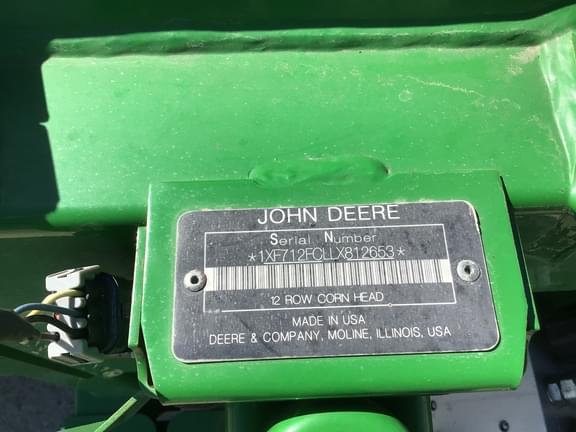 JOHN DEERE
Serial Number
*1XF712FCLLX812653*
12 ROW CORN HEAD
MADE IN USA
DEERE & COMPANY, MOLINE, ILLINOIS, USA